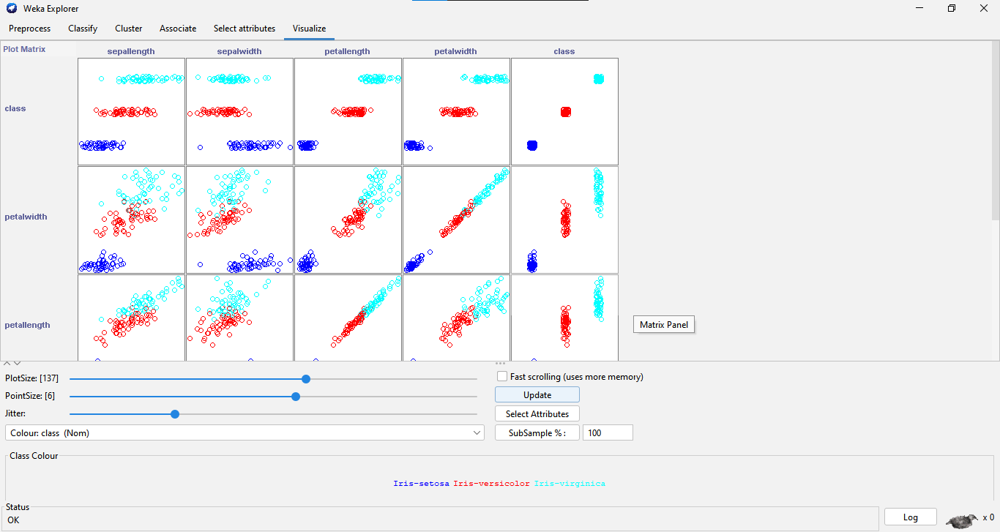 Weka Explorer
Preprocess Classify Cluster Associate Select attributes Visualize
Plot Matrix sepallength sepalwidth petallength petalwidth class
class
petalwidth
petallength
Matrix Panel
PlotSize: [137]
Fast scrolling (uses more memory)
PointSize: [6]
Update
Jitter:
Select Attributes
Colour: class (Nom)
SubSample % : 100
Class Colour
Iris-setosa Iris-versicolor Iris-virginica
Status
OK
Log x 0